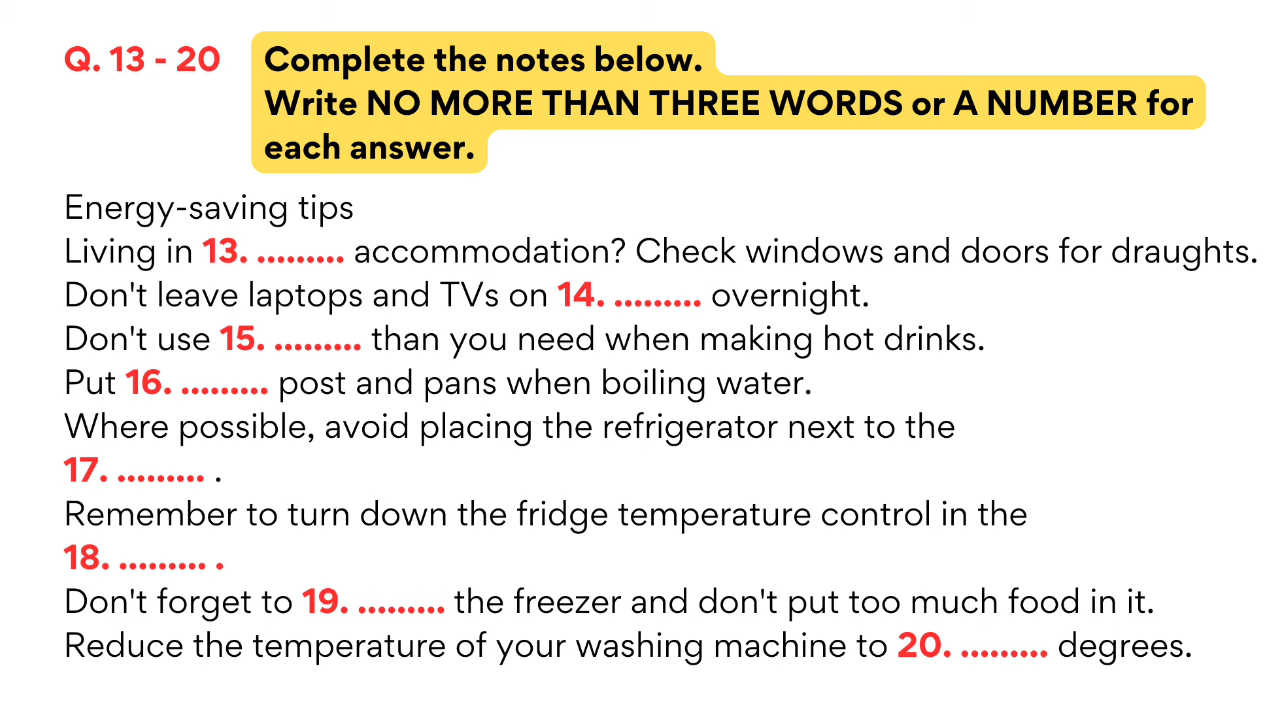 Q. 13 - 20
Complete the notes below.
Write NO MORE THAN THREE WORDS or A NUMBER for
each answer.
Energy-saving tips
Living in 13. ......... accommodation? Check windows and doors for draughts.
Don't leave laptops and TVs on 14. ......... overnight.
Don't use 15. ......... than you need when making hot drinks.
Put 16. ......... post and pans when boiling water.
Where possible, avoid placing the refrigerator next to the
17. ......... .
Remember to turn down the fridge temperature control in the
18. ......... .
Don't forget to 19. ......... the freezer and don't put too much food in it.
Reduce the temperature of your washing machine to 20. ......... degrees.